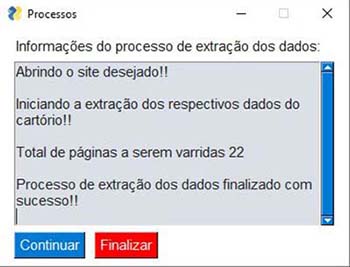 Processos
Informações do processo de extração dos dados:
Abrindo o site desejado!!
Iniciando a extração dos respectivos dados do
cartório!!
Total de páginas a serem varridas 22
Processo de extração dos dados finalizado com
sucesso!!
Continuar Finalizar